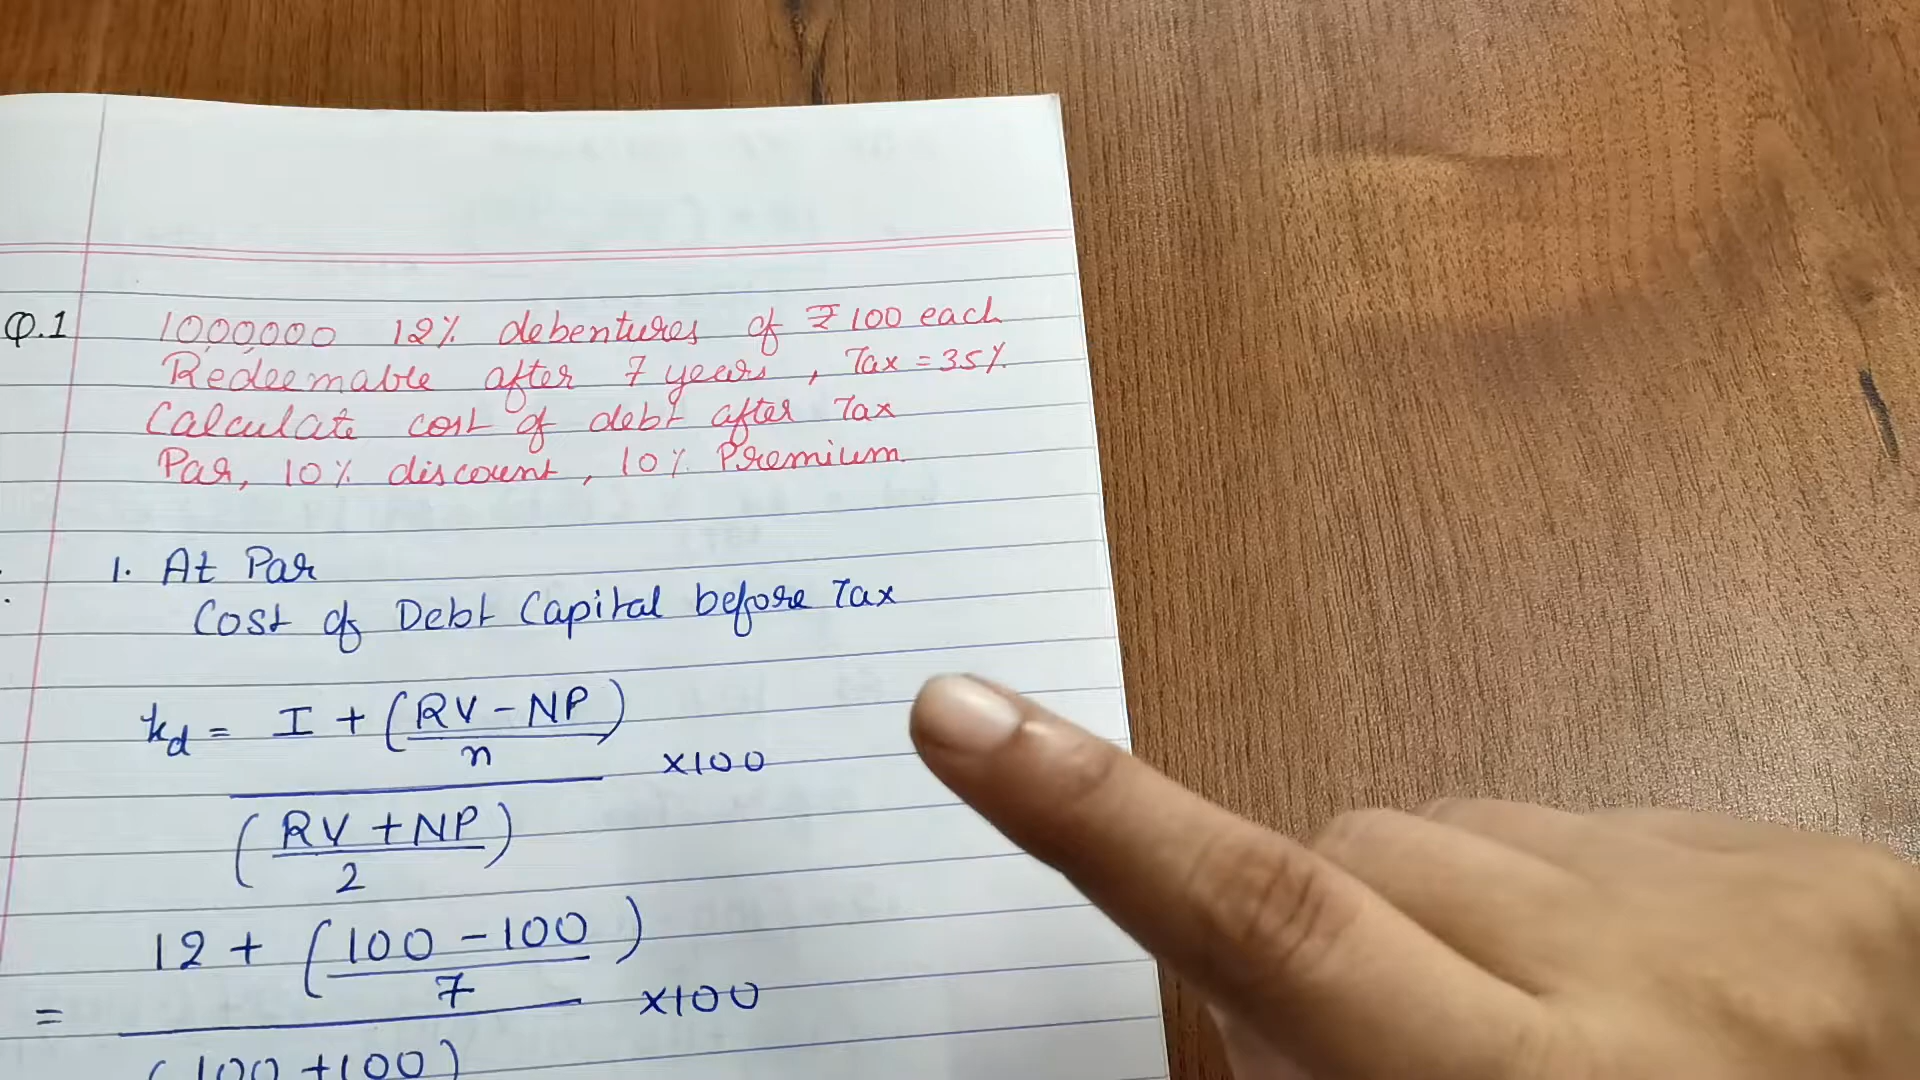 Q.1 10,00,000 12% debentures of ₹100 each
Redeemable after 7 years, Tax = 35%.
Calculate cost of debt after Tax
Par, 10% discount, 10% Premium.
1. At Par
Cost of Debt Capital before Tax
kd = I + (RV - NP)
n
x100
(RV + NP)
2
12 + (100 - 100)
7
= x100
(100 + 100)